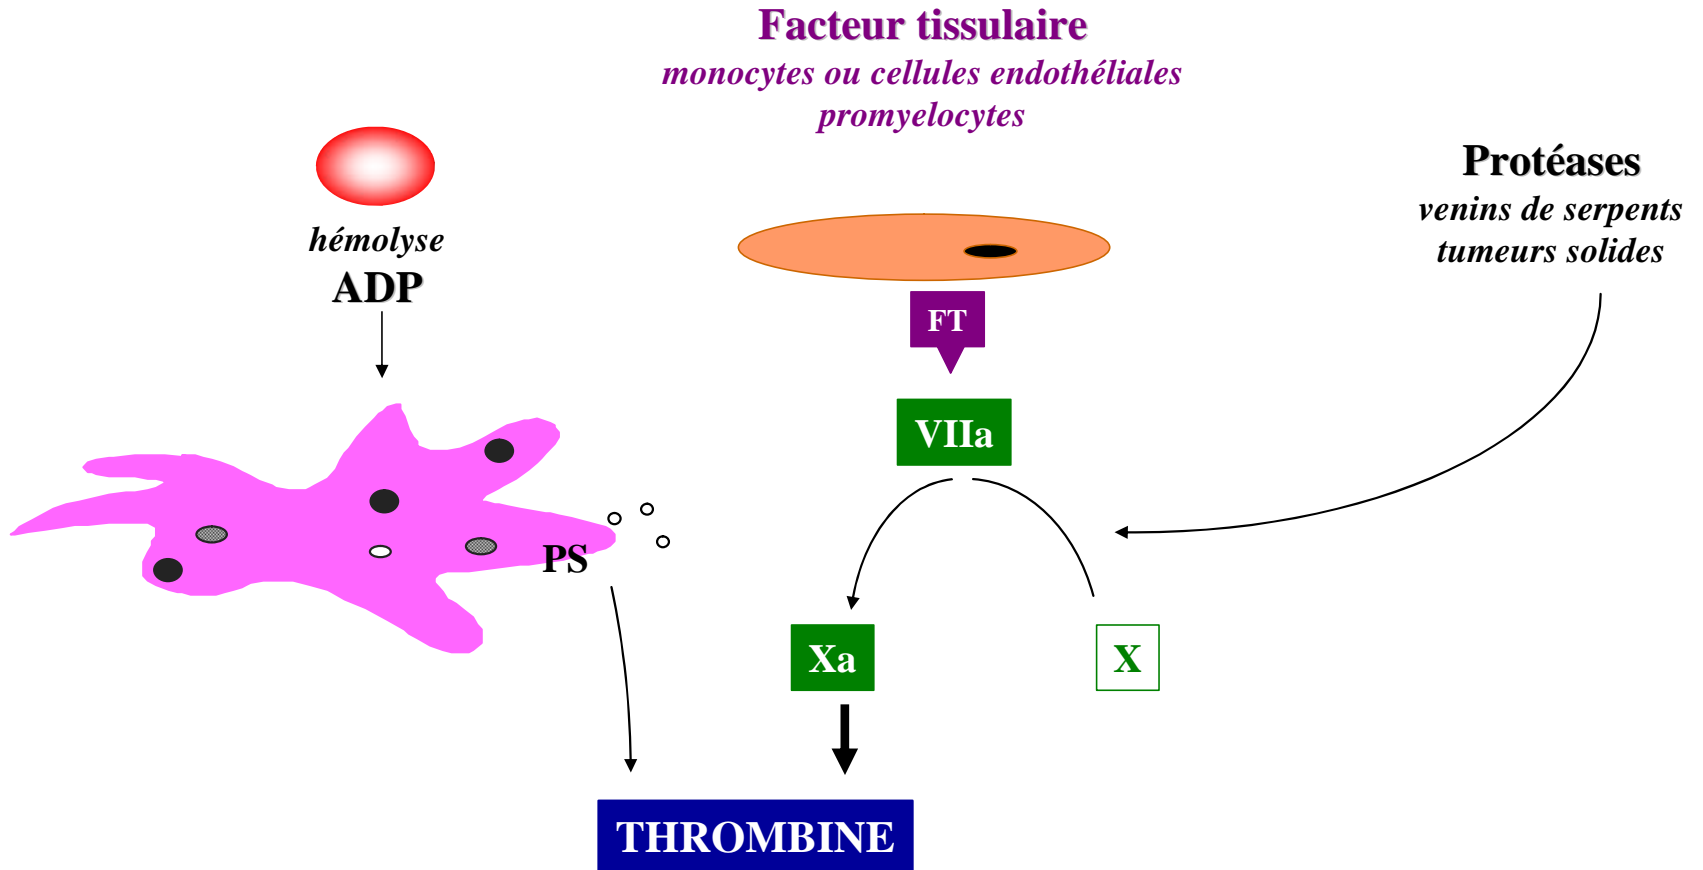 Facteur tissulaire
monocytes ou cellules endothéliales
promyelocytes
Protéases
venins de serpents
tumeurs solides
hémolyse
ADP
FT
VIIa
PS
Xa
X
THROMBINE